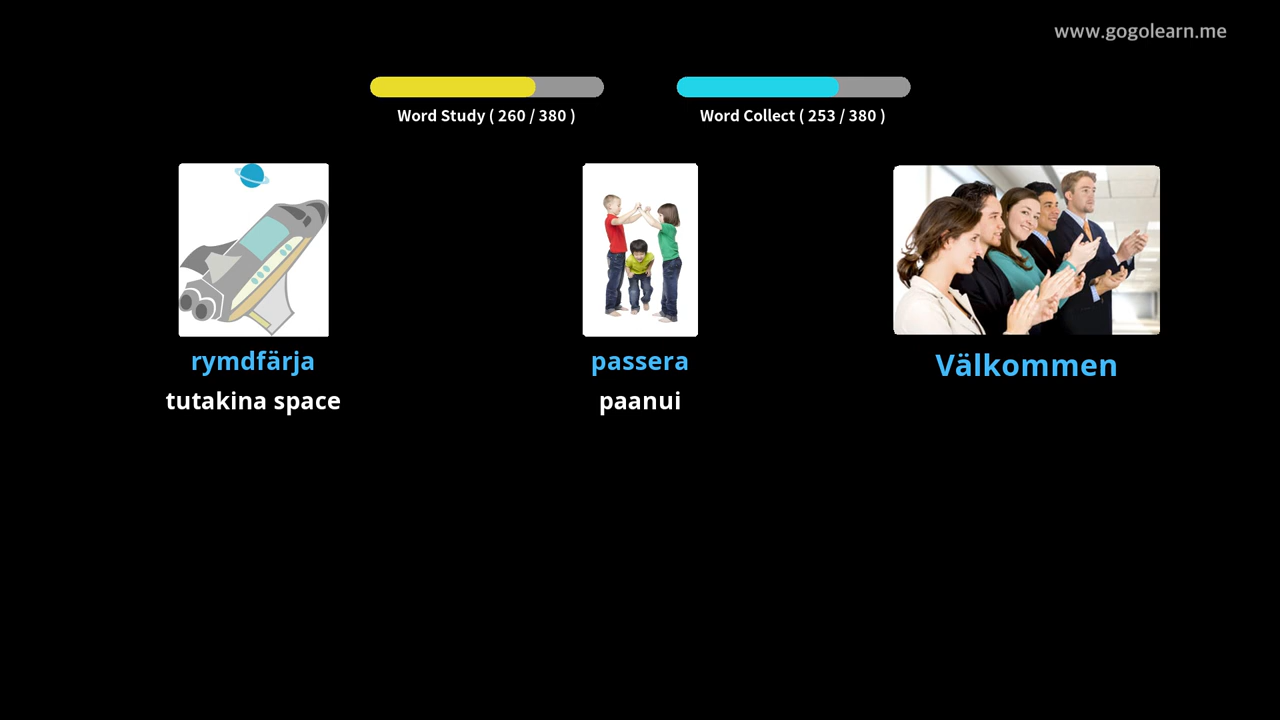 www.gogolearn.me
Word Study ( 260 / 380 )
Word Collect ( 253 / 380 )
rymdfärja
passera
Välkommen
tutakina space
paanui